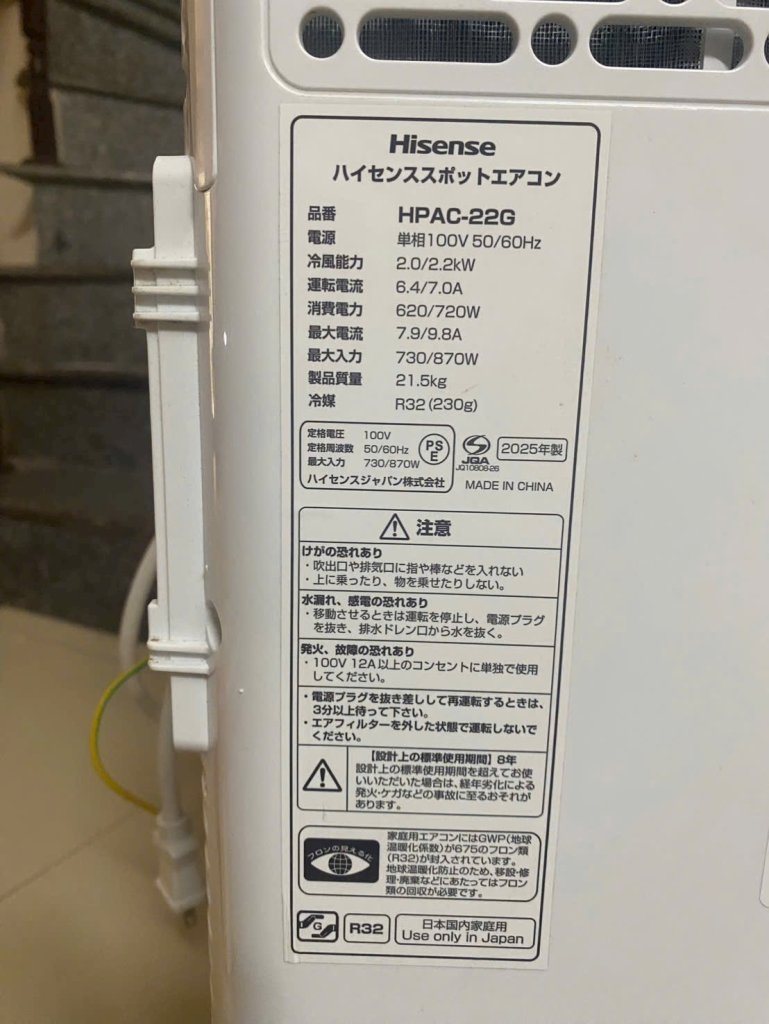 Hisense
ハイセンススポットエアコン
品番 HPAC-22G
電源 単相100V 50/60Hz
冷風能力 2.0/2.2kW
運転電流 6.4/7.0A
消費電力 620/720W
最大電流 7.9/9.8A
最大入力 730/870W
製品質量 21.5kg
冷媒 R32 (230g)
定格電圧 100V
定格周波数 50/60Hz
最大入力 730/870W
ハイセンスジャパン株式会社
PS
E
JQA
JQ10808-26
2025年製
MADE IN CHINA
注意
けがの恐れあり
・吹出口や排気口に指や棒などを入れない
・上に乗ったり、物を乗せたりしない。
水漏れ、感電の恐れあり
・移動させるときは運転を停止し、電源プラグ
を抜き、排水ドレン口から水を抜く。
発火、故障の恐れあり
・100V 12A以上のコンセントに単独で使用
してください。
・電源プラグを抜き差しして再運転するときは、
3分以上待って下さい。
・エアフィルターを外した状態で運転しないで
ください。
【設計上の標準使用期間】8年
設計上の標準使用期間を超えてお使
いいただいた場合は、経年劣化による
発火・ケガなどの事故に至るおそれが
あります。
フロンの見える化
家庭用エアコンにはGWP(地球
温暖化係数)が675のフロン類
(R32)が封入されています。
地球温暖化防止のため、移設・修
理・廃棄などにあたってはフロン
類の回収が必要です。
G
R32
日本国内家庭用
Use only in Japan